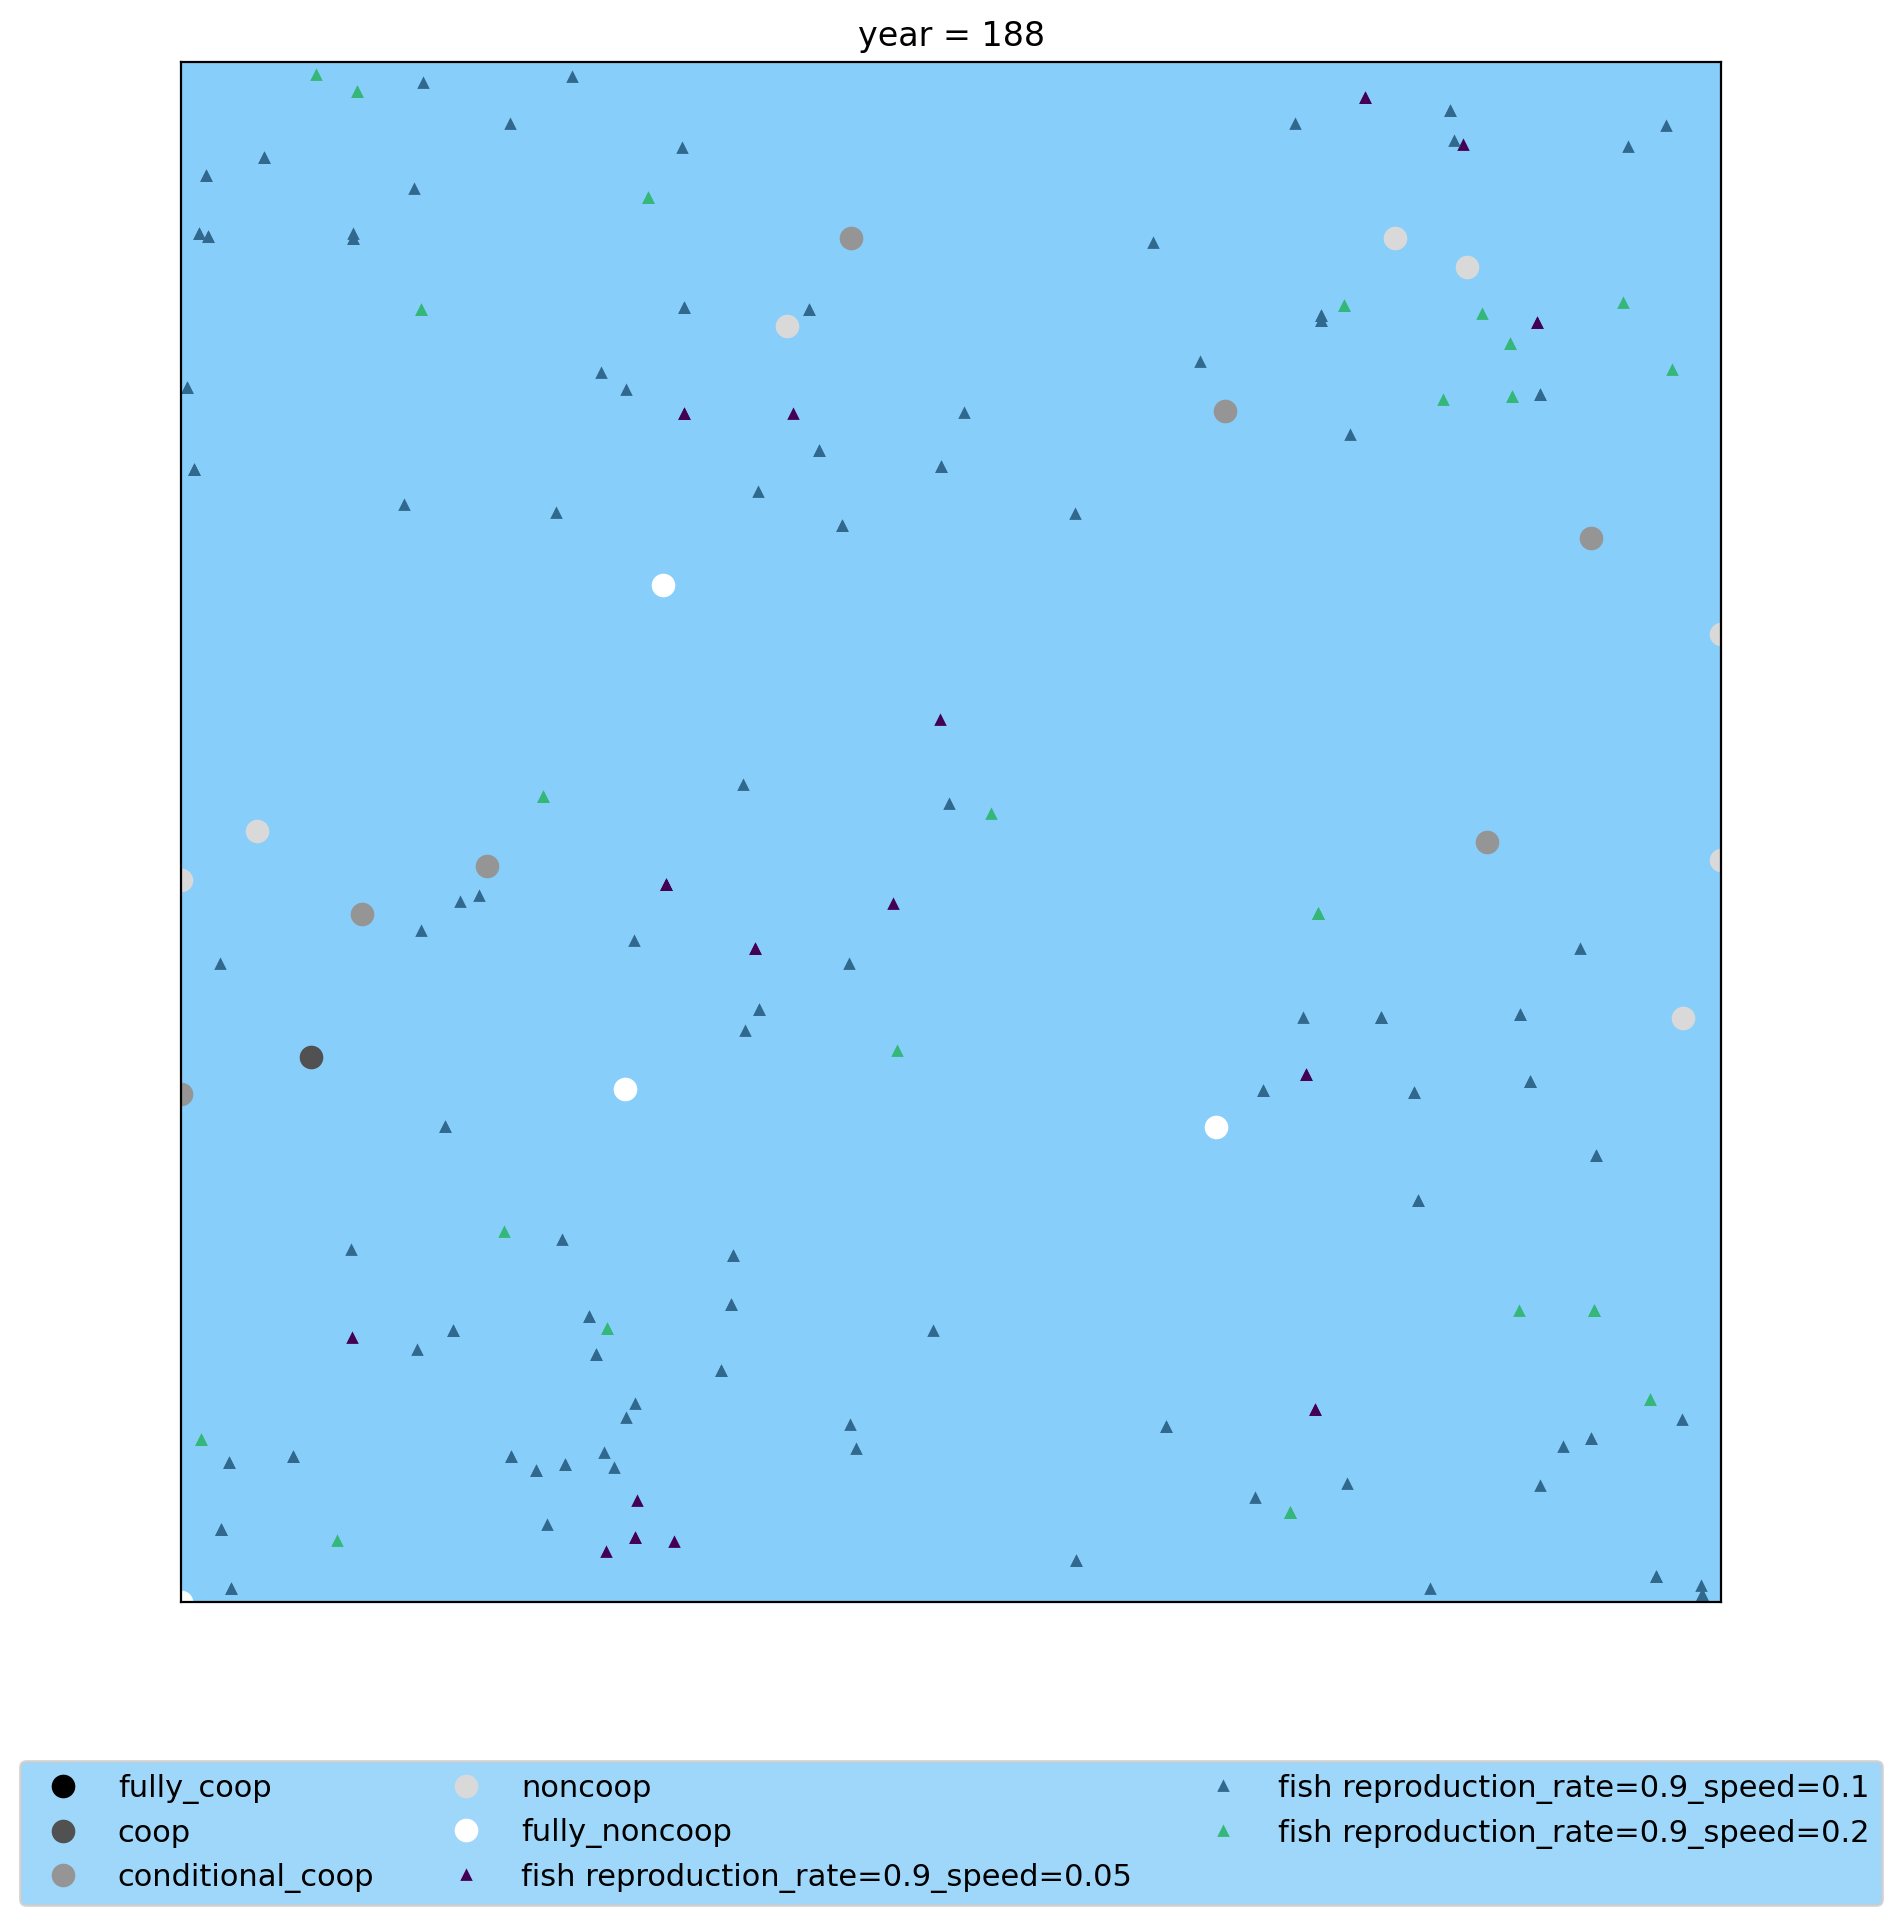 year = 188
fully_coop
coop
conditional_coop
noncoop
fully_noncoop
fish reproduction_rate=0.9_speed=0.05
fish reproduction_rate=0.9_speed=0.1
fish reproduction_rate=0.9_speed=0.2